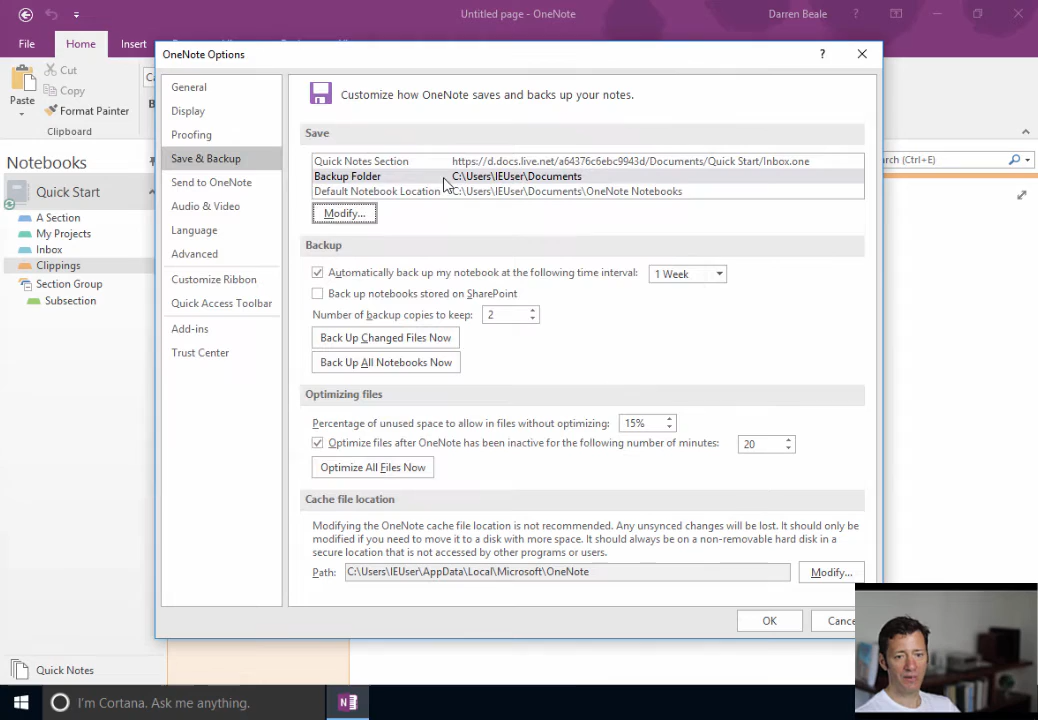 Untitled page - OneNote
Darren Beale
?
File
Home
Insert
Cut
Copy
Paste
Format Painter
Clipboard
Notebooks
Quick Start
A Section
My Projects
Inbox
Clippings
Section Group
Subsection
Quick Notes
(Ctrl+E)
OneNote Options
?
General
Display
Proofing
Save & Backup
Send to OneNote
Audio & Video
Language
Advanced
Customize Ribbon
Quick Access Toolbar
Add-ins
Trust Center
Customize how OneNote saves and backs up your notes.
Save
Quick Notes Section https://d.docs.live.net/a64376c6ebc9943d/Documents/Quick Start/Inbox.one
Backup Folder C:\Users\IEUser\Documents
Default Notebook Location C:\Users\IEUser\Documents\OneNote Notebooks
Modify...
Backup
Automatically back up my notebook at the following time interval: 1 Week
Back up notebooks stored on SharePoint
Number of backup copies to keep: 2
Back Up Changed Files Now
Back Up All Notebooks Now
Optimizing files
Percentage of unused space to allow in files without optimizing: 15%
Optimize files after OneNote has been inactive for the following number of minutes: 20
Optimize All Files Now
Cache file location
Modifying the OneNote cache file location is not recommended. Any unsynced changes will be lost. It should only be
modified if you need to move it to a disk with more space. It should always be on a non-removable hard disk in a
secure location that is not accessed by other programs or users.
Path: C:\Users\IEUser\AppData\Local\Microsoft\OneNote Modify...
OK
Cance
I'm Cortana. Ask me anything.